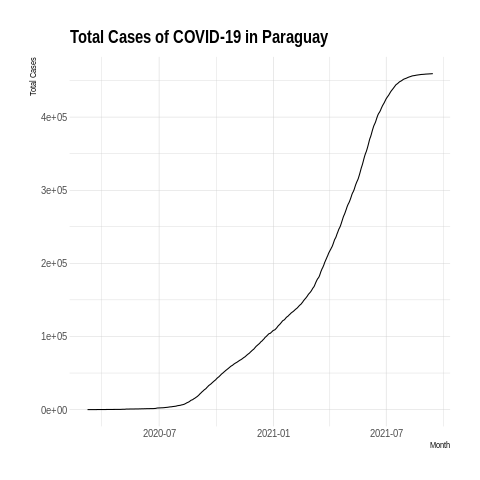 Total Cases of COVID-19 in Paraguay
Total Cases
4e+05
3e+05
2e+05
1e+05
0e+00
2020-07 2021-01 2021-07
Month